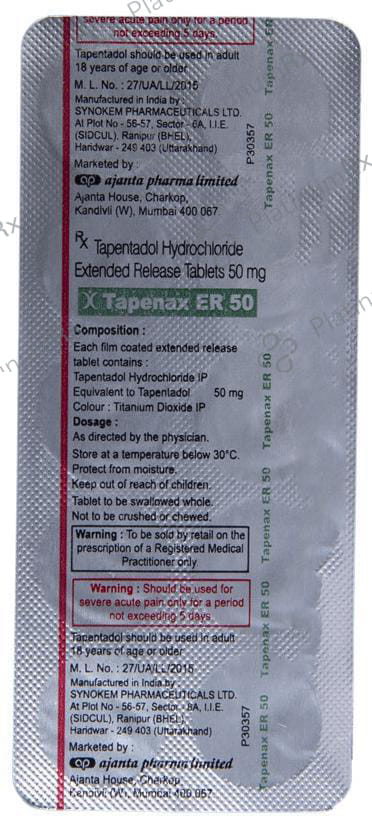 severe acute pain only for a period
not exceeding 5 days.
Tapentadol should be used in adult
18 years of age or older
M. L. No. : 27/UA/LL/2015
Manufactured in India by :
SYNOKEM PHARMACEUTICALS LTD.
At Plot No - 56-57, Sector - 6A, I.I.E.
(SIDCUL), Ranipur (BHEL),
Haridwar - 249 403 (Uttarakhand)
P30357
Marketed by :
ap ajanta pharma limited
Ajanta House, Charkop,
Kandivli (W), Mumbai 400 067.
Rx Tapentadol Hydrochloride
Extended Release Tablets 50 mg
Tapenax ER 50
Composition :
Each film coated extended release
tablet contains :
Tapentadol Hydrochloride IP
Equivalent to Tapentadol 50 mg
Colour : Titanium Dioxide IP
Dosage :
As directed by the physician.
Store at a temperature below 30°C.
Protect from moisture.
Keep out of reach of children.
Tablet to be swallowed whole.
Not to be crushed or chewed.
Warning : To be sold by retail on the
prescription of a Registered Medical
Practitioner only.
Warning : Should be used for
severe acute pain only for a period
not exceeding 5 days.
Tapentadol should be used in adult
18 years of age or older
M. L. No. : 27/UA/LL/2015
Manufactured in India by :
SYNOKEM PHARMACEUTICALS LTD.
At Plot No - 56-57, Sector - 6A, I.I.E.
(SIDCUL), Ranipur (BHEL),
Haridwar - 249 403 (Uttarakhand)
P30357
Marketed by :
ap ajanta pharma limited
Ajanta House, Charkop,
Kandivli (W), Mumbai 400 067.
Tapenax ER
Tapenax ER 50
Tapenax ER 50
Tapenax ER 50
Tapenax ER 50
Tapenax ER 50